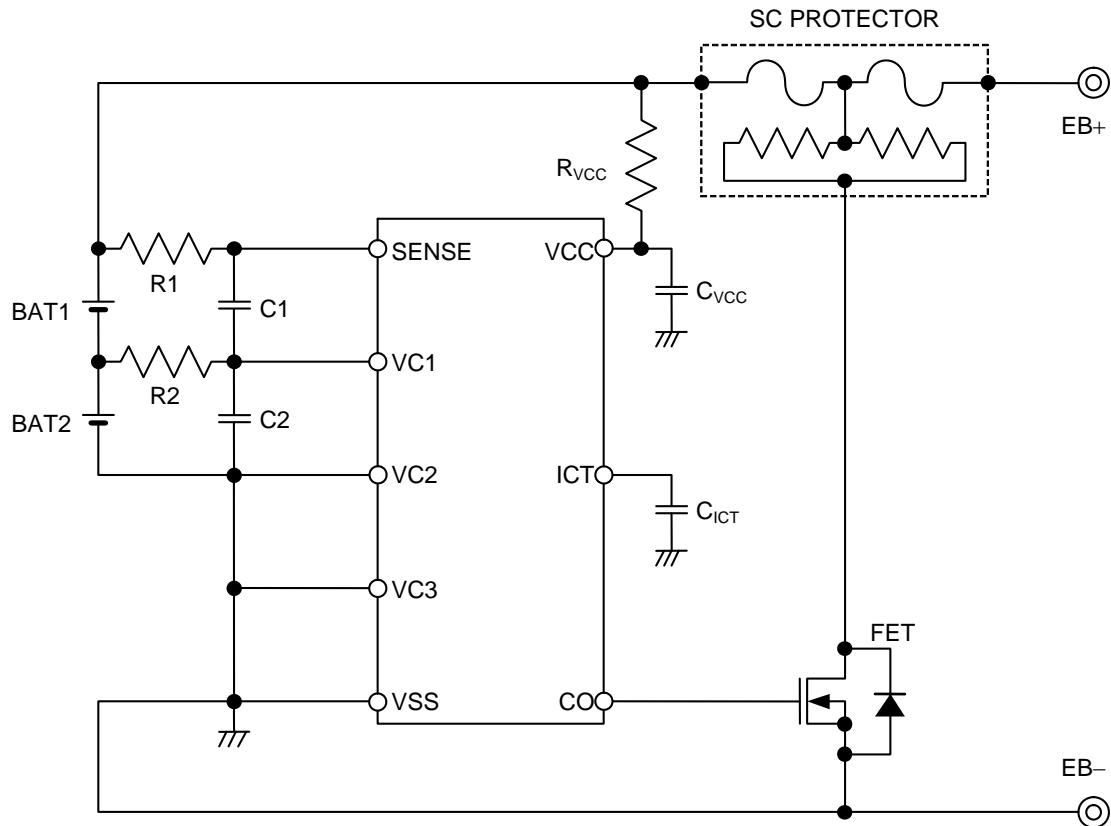 SC PROTECTOR
EB+
RVCC
SENSE
VCC
R1
BAT1
C1
CVCC
VC1
R2
BAT2
C2
VC2
ICT
CICT
VC3
FET
VSS
CO
EB−